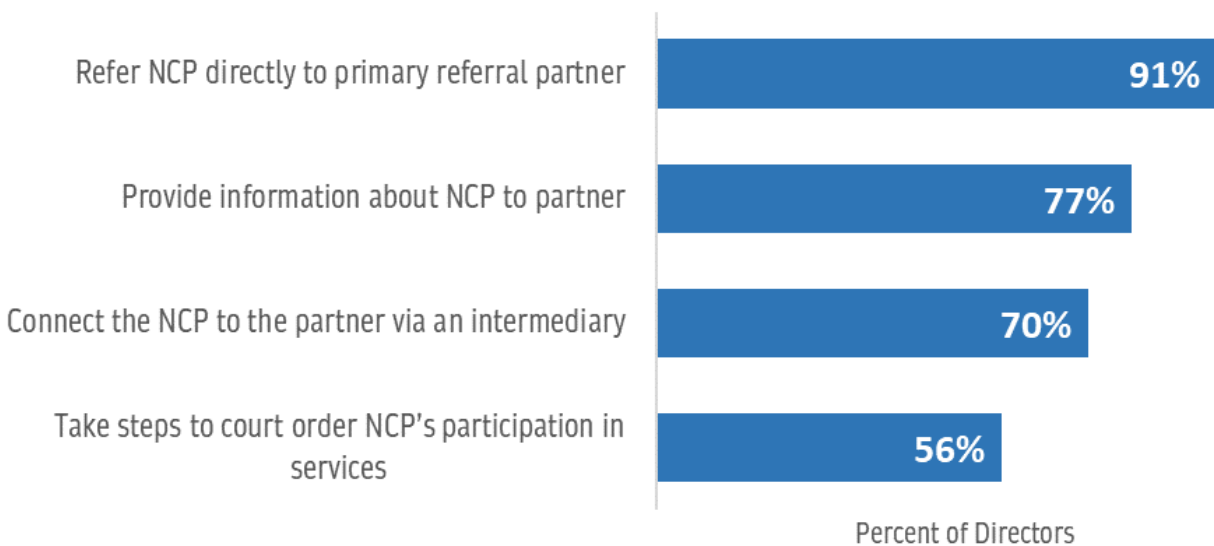 Refer NCP directly to primary referral partner
91%
Provide information about NCP to partner
77%
Connect the NCP to the partner via an intermediary
70%
Take steps to court order NCP’s participation in
services
56%
Percent of Directors